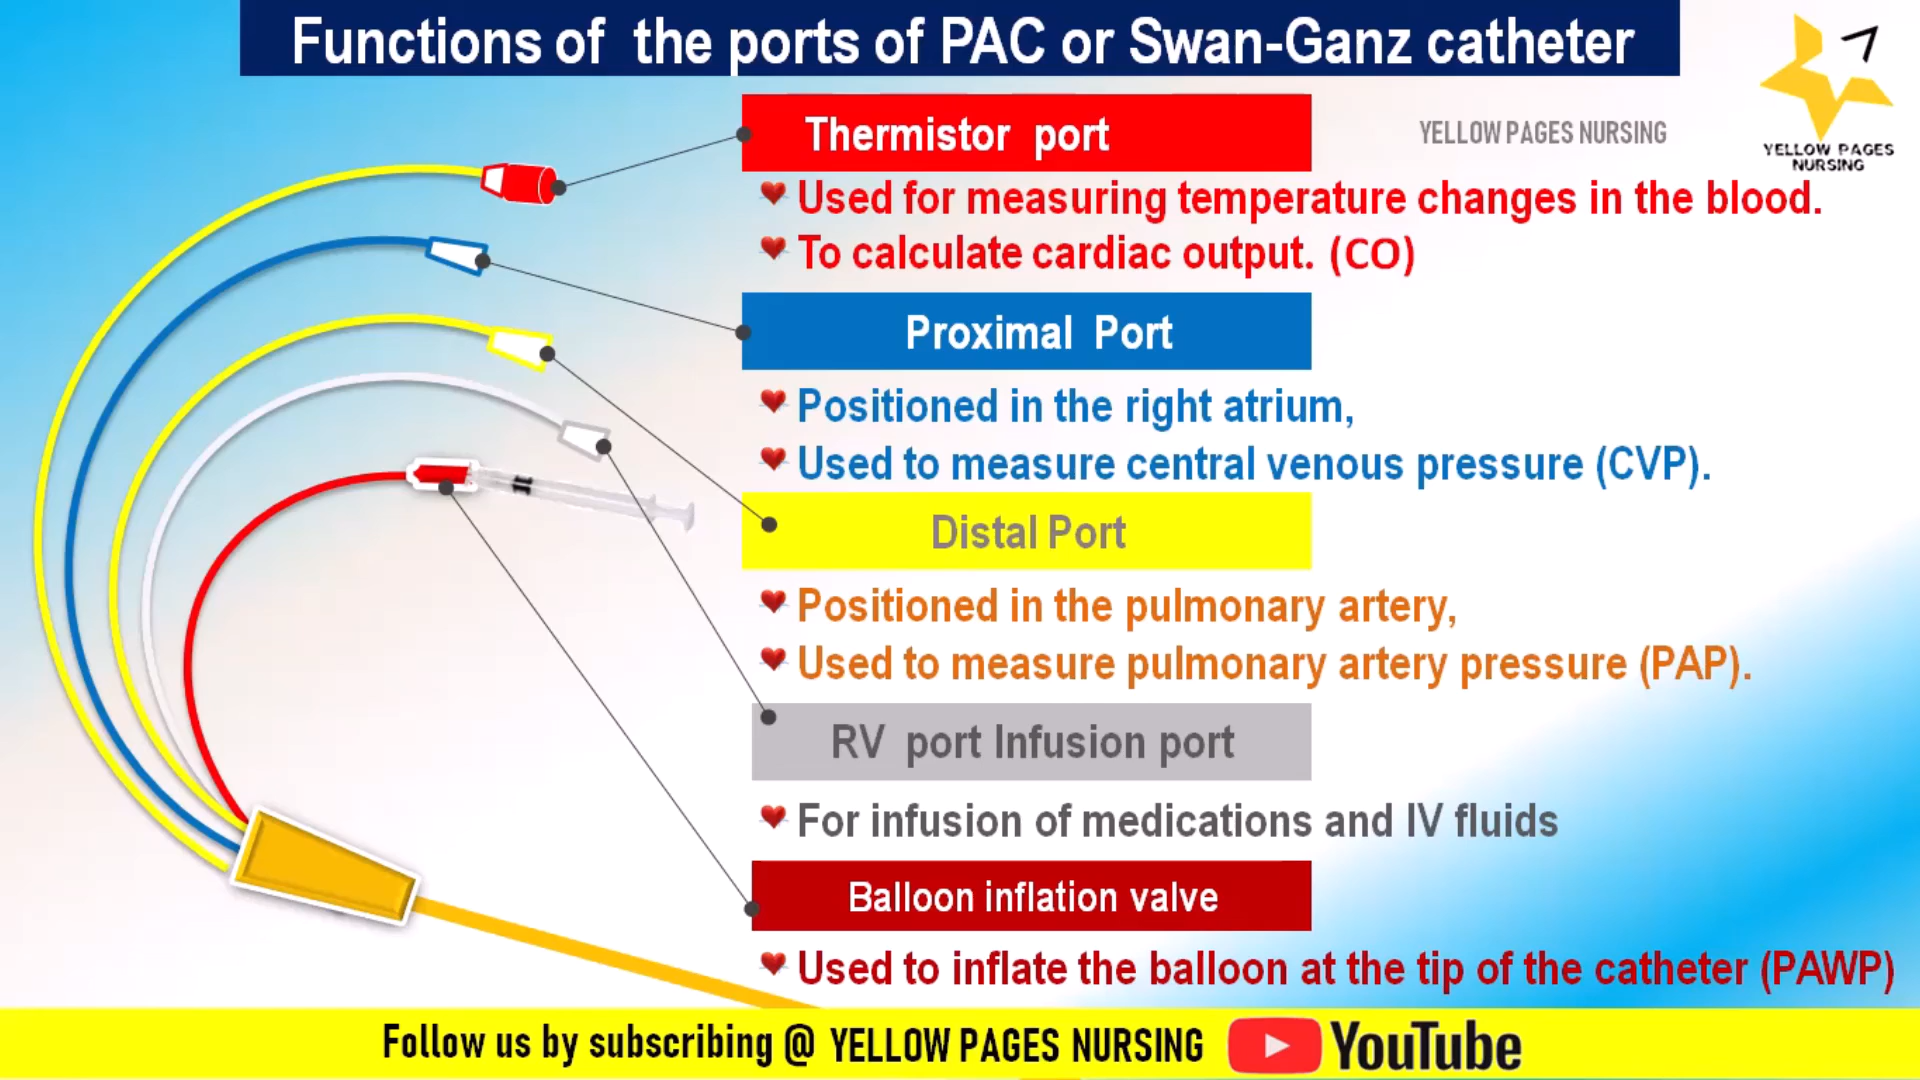 Functions of the ports of PAC or Swan-Ganz catheter
Thermistor port
YELLOW PAGES NURSING
YELLOW PAGES
NURSING
Used for measuring temperature changes in the blood.
To calculate cardiac output. (CO)
Proximal Port
Positioned in the right atrium,
Used to measure central venous pressure (CVP).
Distal Port
Positioned in the pulmonary artery,
Used to measure pulmonary artery pressure (PAP).
RV port Infusion port
For infusion of medications and IV fluids
Balloon inflation valve
Used to inflate the balloon at the tip of the catheter (PAWP)
Follow us by subscribing @ YELLOW PAGES NURSING YouTube